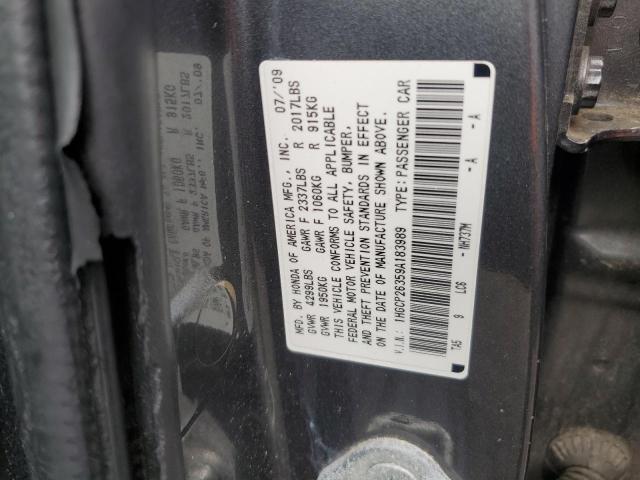 MFD. BY HONDA OF AMERICA MFG., INC. 07/'09
GVWR 4299LBS GAWR F 2337LBS R 2017LBS
GVWR 1950KG GAWR F 1060KG R 915KG
THIS VEHICLE CONFORMS TO ALL APPLICABLE
FEDERAL MOTOR VEHICLE SAFETY, BUMPER,
AND THEFT PREVENTION STANDARDS IN EFFECT
ON THE DATE OF MANUFACTURE SHOWN ABOVE.
V.I.N.: 1HGCP26359A183989 TYPE:PASSENGER CAR
TA5 9 LC6 - NH737M - A - A